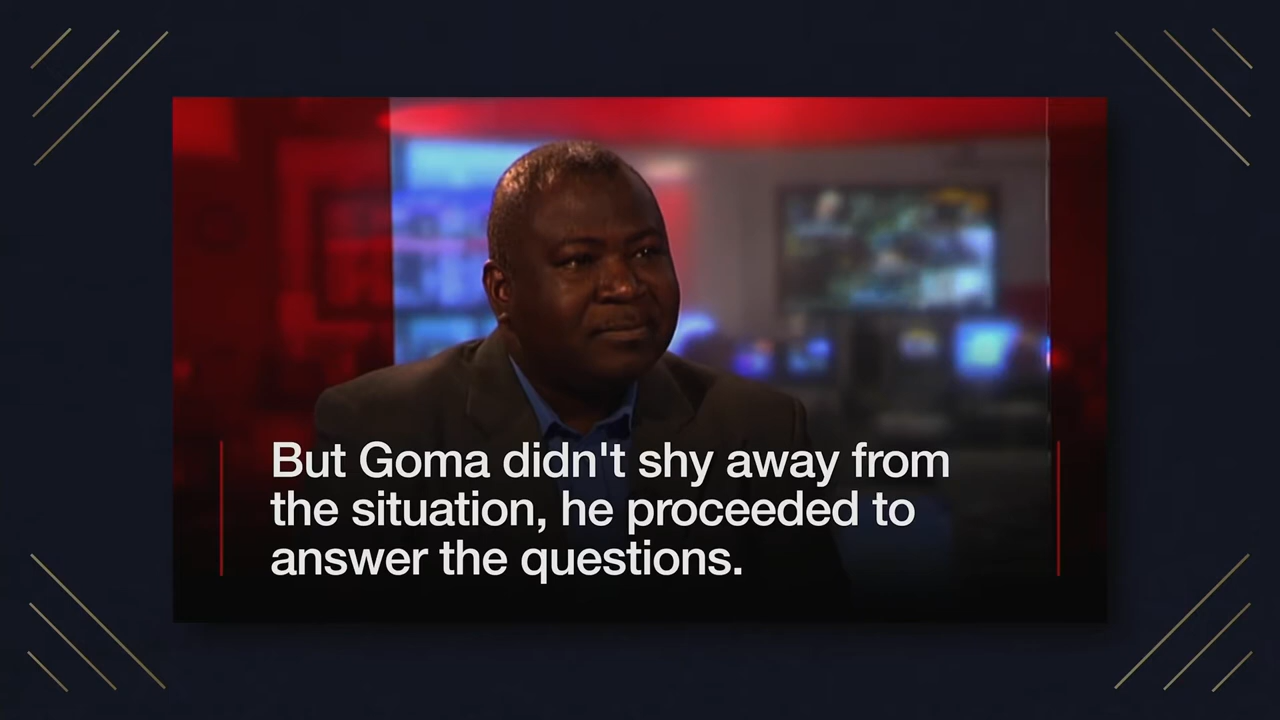 But Goma didn't shy away from
the situation, he proceeded to
answer the questions.